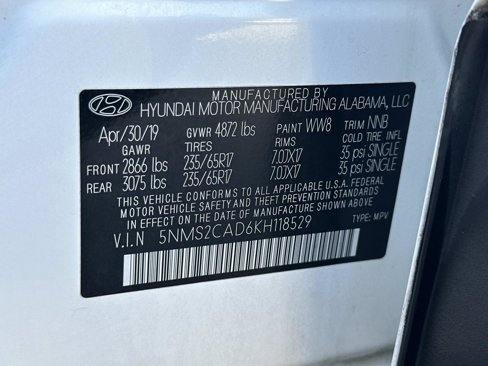 MANUFACTURED BY
HYUNDAI MOTOR MANUFACTURING ALABAMA, LLC
Apr/30/19 GVWR 4872 lbs PAINT WW8 TRIM NNB
GAWR TIRES RIMS COLD TIRE INFL
FRONT 2866 lbs 235/65R17 7.0JX17 35 psi SINGLE
REAR 3075 lbs 235/65R17 7.0JX17 35 psi SINGLE
THIS VEHICLE CONFORMS TO ALL APPLICABLE U.S.A. FEDERAL
MOTOR VEHICLE SAFETY AND BUMPER STANDARDS
IN EFFECT ON THE DATE OF MANUFACTURE SHOWN ABOVE
V.I.N 5NMS2CAD6KH118529 TYPE: MPV